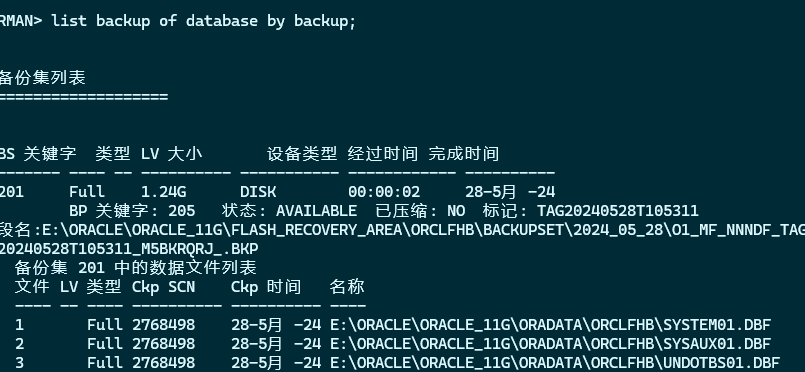 RMAN> list backup of database by backup;
备份集列表
===================
BS 关键字  类型 LV 大小       设备类型 经过时间 完成时间
------- ---- -- ---------- ----------- ------------ ----------
201     Full    1.24G      DISK        00:00:02     28-5月 -24
BP 关键字: 205   状态: AVAILABLE  已压缩: NO  标记: TAG20240528T105311
段名:E:\ORACLE\ORACLE_11G\FLASH_RECOVERY_AREA\ORCLFHB\BACKUPSET\2024_05_28\O1_MF_NNNDF_TAG
20240528T105311_M5BKRQRJ_.BKP
备份集 201 中的数据文件列表
文件 LV 类型 Ckp SCN    Ckp 时间   名称
---- -- ---- ---------- ---------- ----
1       Full 2768498    28-5月 -24 E:\ORACLE\ORACLE_11G\ORADATA\ORCLFHB\SYSTEM01.DBF
2       Full 2768498    28-5月 -24 E:\ORACLE\ORACLE_11G\ORADATA\ORCLFHB\SYSAUX01.DBF
3       Full 2768498    28-5月 -24 E:\ORACLE\ORACLE_11G\ORADATA\ORCLFHB\UNDOTBS01.DBF